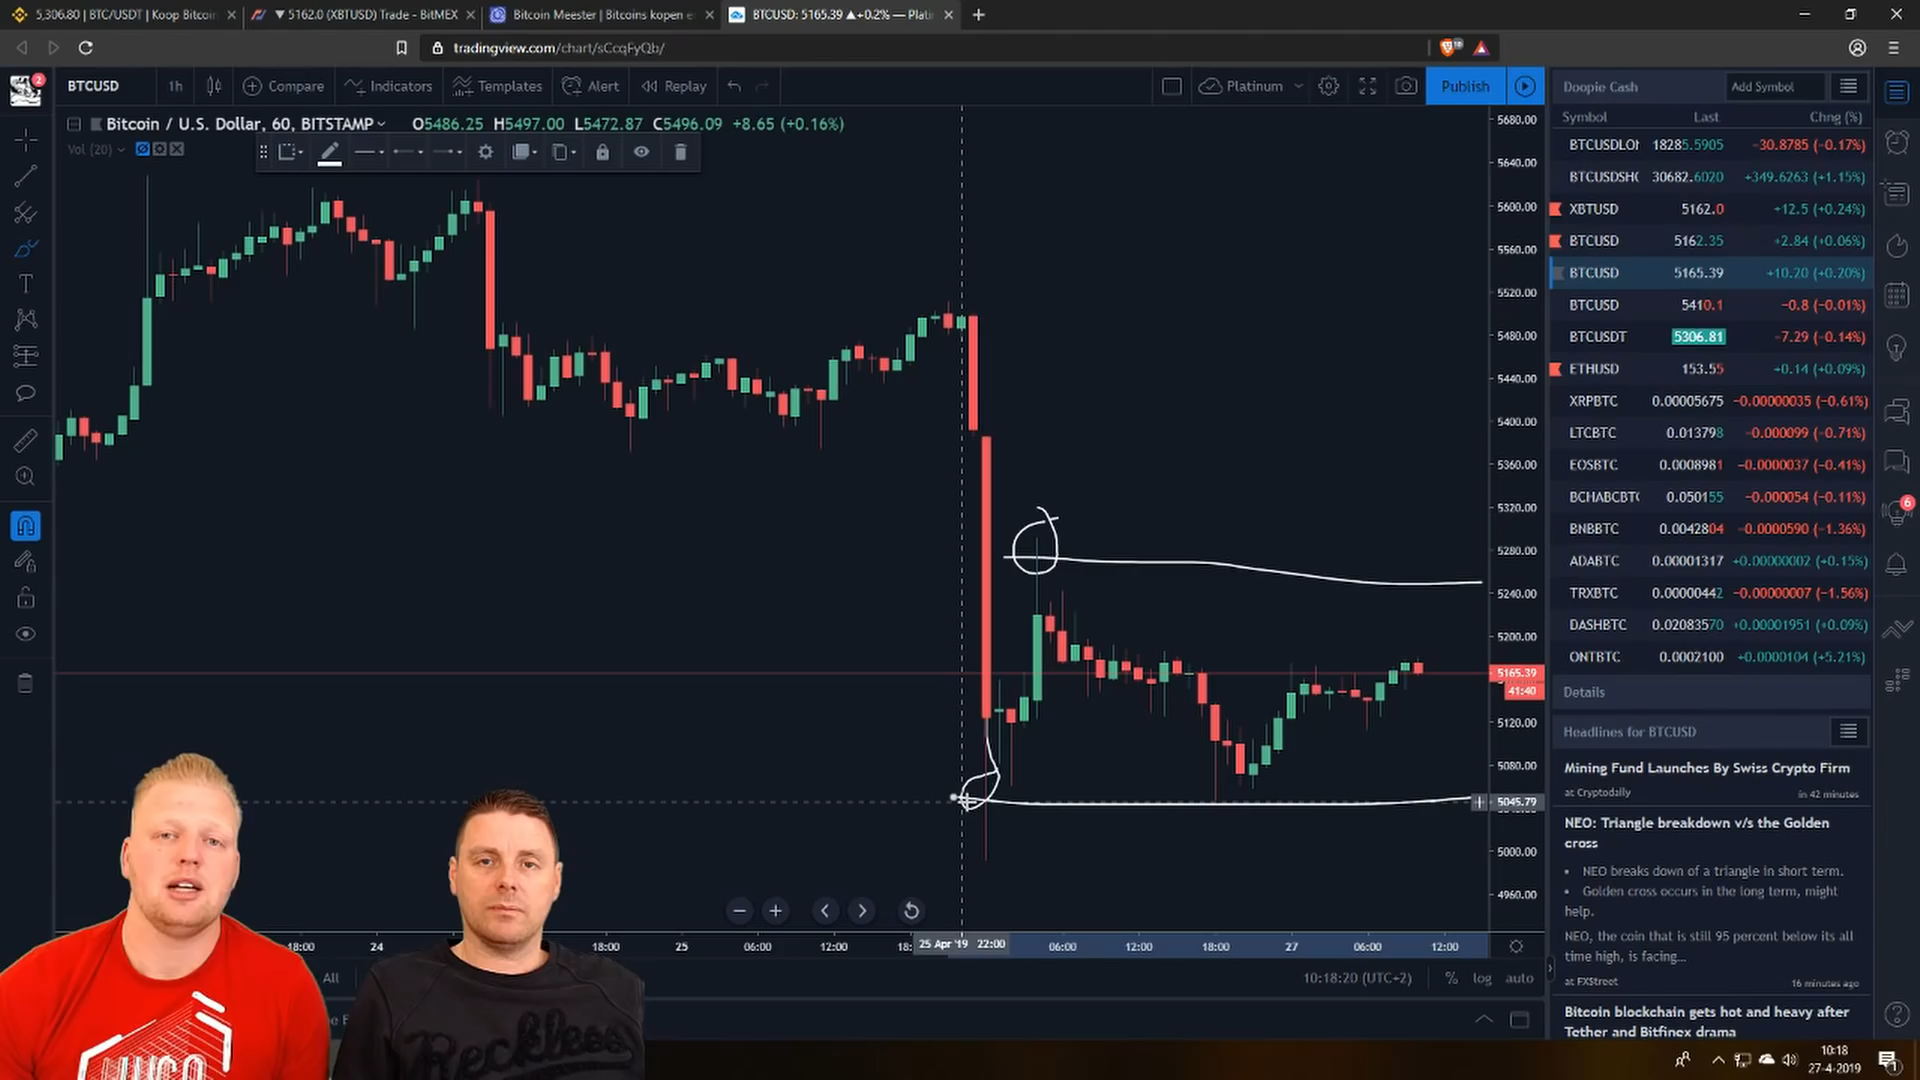 5,306.80 | BTC/USDT | Koop Bitcoin
▼ 5162.0 (XBTUSD) Trade - BitMEX
Bitcoin Meester | Bitcoins kopen e
BTCUSD: 5165.39 ▲+0.2% — Platin
tradingview.com/chart/sCcqFyQb/
2
BTCUSD 1h Compare Indicators Templates Alert Replay Platinum Publish
Bitcoin / U.S. Dollar, 60, BITSTAMP O5486.25 H5497.00 L5472.87 C5496.09 +8.65 (+0.16%)
Vol (20)
5680.00
5640.00
5600.00
5560.00
5520.00
5480.00
5440.00
5400.00
5360.00
5320.00
5280.00
5240.00
5200.00
5165.39
41:40
5120.00
5080.00
5045.79
5000.00
4960.00
18:00 24 18:00 25 06:00 12:00 18: 25 Apr '19 22:00 06:00 12:00 18:00 27 06:00 12:00
All 10:18:20 (UTC+2) % log auto
Doopie Cash Add Symbol
Symbol Last Chng (%)
BTCUSDLO 18285.5905 −30.8785 (−0.17%)
BTCUSDSH 30682.6020 +349.6263 (+1.15%)
XBTUSD 5162.0 +12.5 (+0.24%)
BTCUSD 5162.35 +2.84 (+0.06%)
BTCUSD 5165.39 +10.20 (+0.20%)
BTCUSD 5410.1 −0.8 (−0.01%)
BTCUSDT 5306.81 −7.29 (−0.14%)
ETHUSD 153.55 +0.14 (+0.09%)
XRPBTC 0.00005675 −0.00000035 (−0.61%)
LTCBTC 0.013798 −0.000099 (−0.71%)
EOSBTC 0.0008981 −0.0000037 (−0.41%)
BCHABCBTC 0.050155 −0.000054 (−0.11%)
BNBBTC 0.0042804 −0.0000590 (−1.36%)
ADABTC 0.00001317 +0.00000002 (+0.15%)
TRXBTC 0.00000442 −0.00000007 (−1.56%)
DASHBTC 0.02083570 +0.00001951 (+0.09%)
ONTBTC 0.0002100 +0.0000104 (+5.21%)
6
Details
Headlines for BTCUSD
Mining Fund Launches By Swiss Crypto Firm
at Cryptodally in 42 minutes
NEO: Triangle breakdown v/s the Golden
cross
• NEO breaks down of a triangle in short term.
• Golden cross occurs in the long term, might
help.
NEO, the coin that is still 95 percent below its all
time high, is facing...
at FXStreet 16 minutes ago
Bitcoin blockchain gets hot and heavy after
Tether and Bitfinex drama
Reckless
10:18
27-4-2019
1